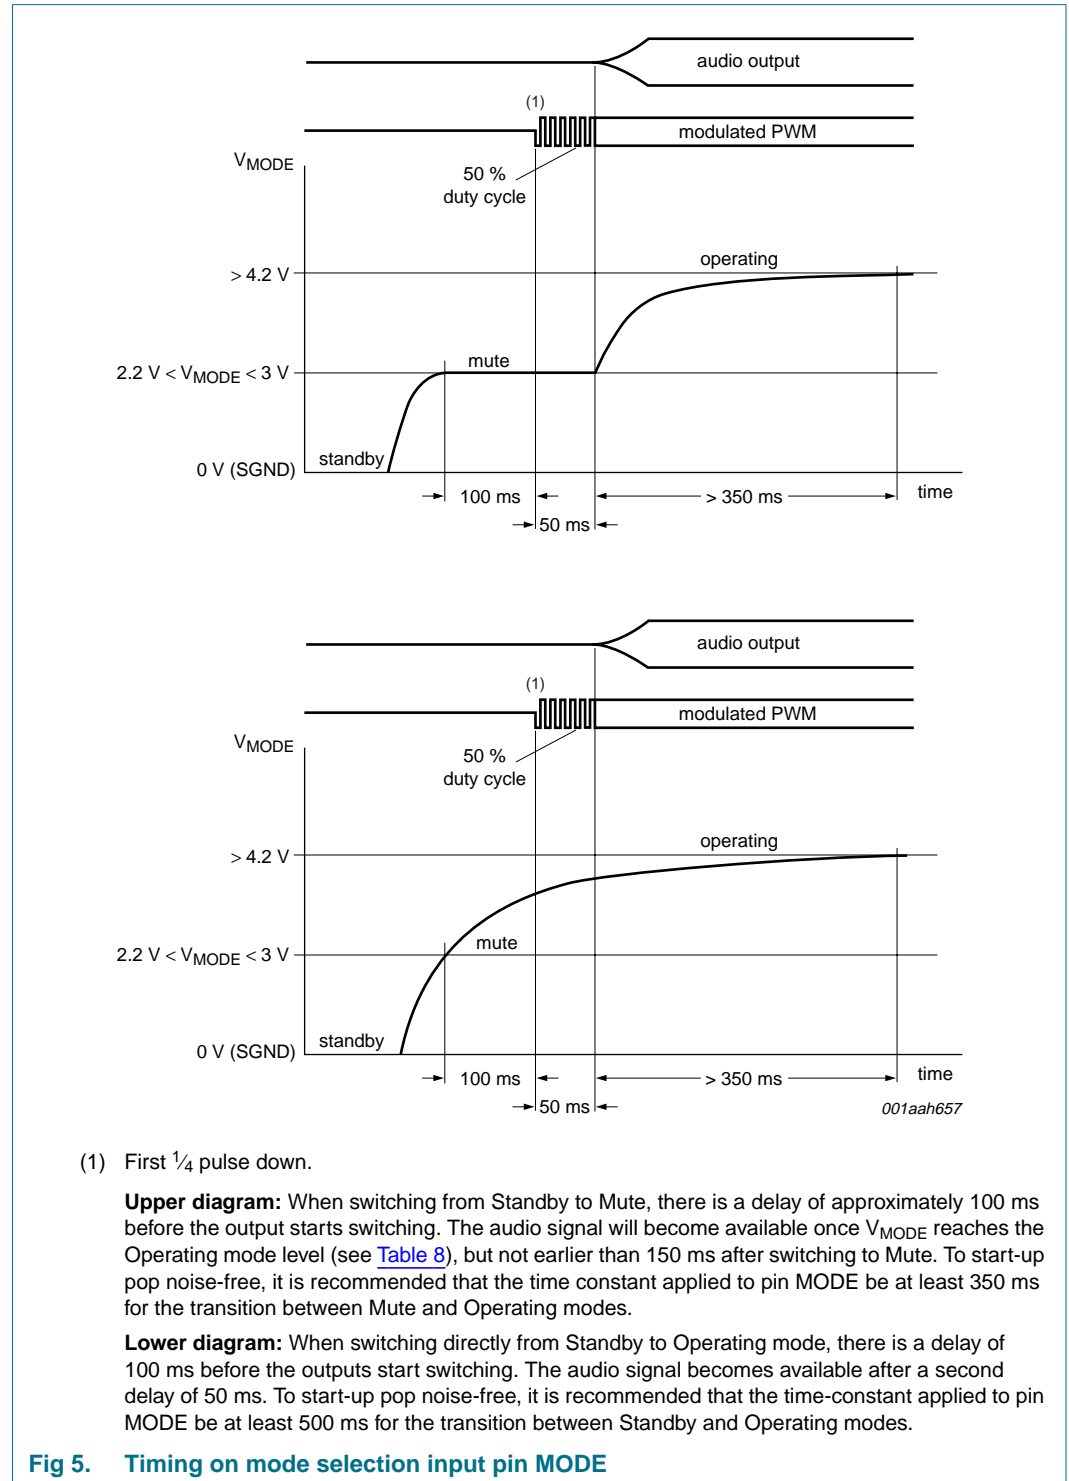 audio output
(1)
modulated PWM
VMODE
50 %
duty cycle
operating
> 4.2 V
mute
2.2 V < VMODE < 3 V
standby
0 V (SGND)
100 ms
> 350 ms
time
50 ms
audio output
(1)
modulated PWM
VMODE
50 %
duty cycle
operating
> 4.2 V
mute
2.2 V < VMODE < 3 V
standby
0 V (SGND)
100 ms
> 350 ms
time
50 ms
001aah657
(1) First 1⁄4 pulse down.
Upper diagram: When switching from Standby to Mute, there is a delay of approximately 100 ms
before the output starts switching. The audio signal will become available once VMODE reaches the
Operating mode level (see Table 8), but not earlier than 150 ms after switching to Mute. To start-up
pop noise-free, it is recommended that the time constant applied to pin MODE be at least 350 ms
for the transition between Mute and Operating modes.
Lower diagram: When switching directly from Standby to Operating mode, there is a delay of
100 ms before the outputs start switching. The audio signal becomes available after a second
delay of 50 ms. To start-up pop noise-free, it is recommended that the time-constant applied to pin
MODE be at least 500 ms for the transition between Standby and Operating modes.
Fig 5. Timing on mode selection input pin MODE